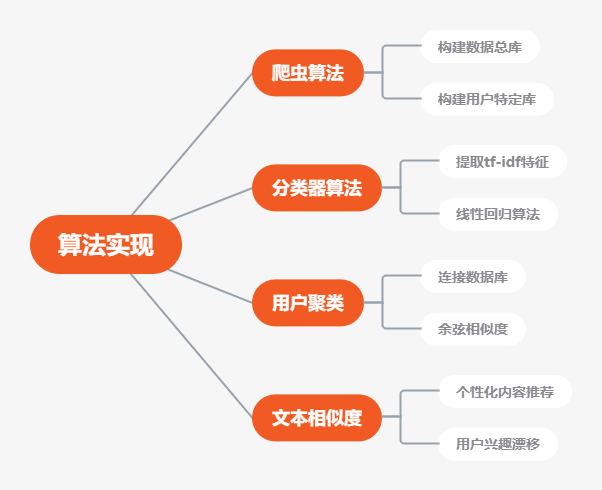 算法实现
爬虫算法
构建数据总库
构建用户特定库
分类器算法
提取tf-idf特征
线性回归算法
用户聚类
连接数据库
余弦相似度
文本相似度
个性化内容推荐
用户兴趣漂移